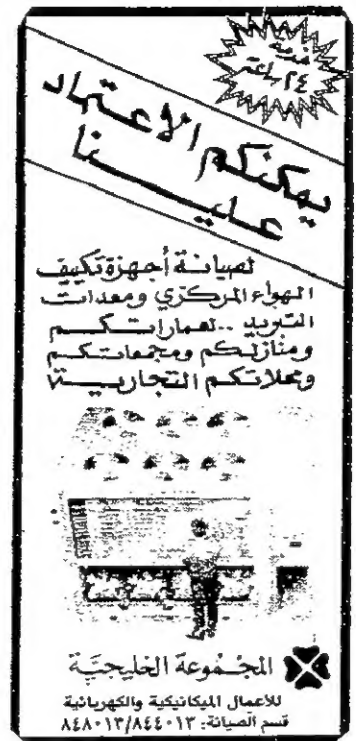 خدمة
٢٤ ساعة
يمكنكم الاعتماد
علينا
لصيانة أجهزة تكييف
الهواء المركزي ومعدات
التبريد .. لعماراتكم
ومنازلكم ومجمعاتكم
ومحلاتكم التجارية
المجموعة الخليجية
للأعمال الميكانيكية والكهربائية
قسم الصيانة: ٨٤٤٠١٣/٨٤٨٠١٣